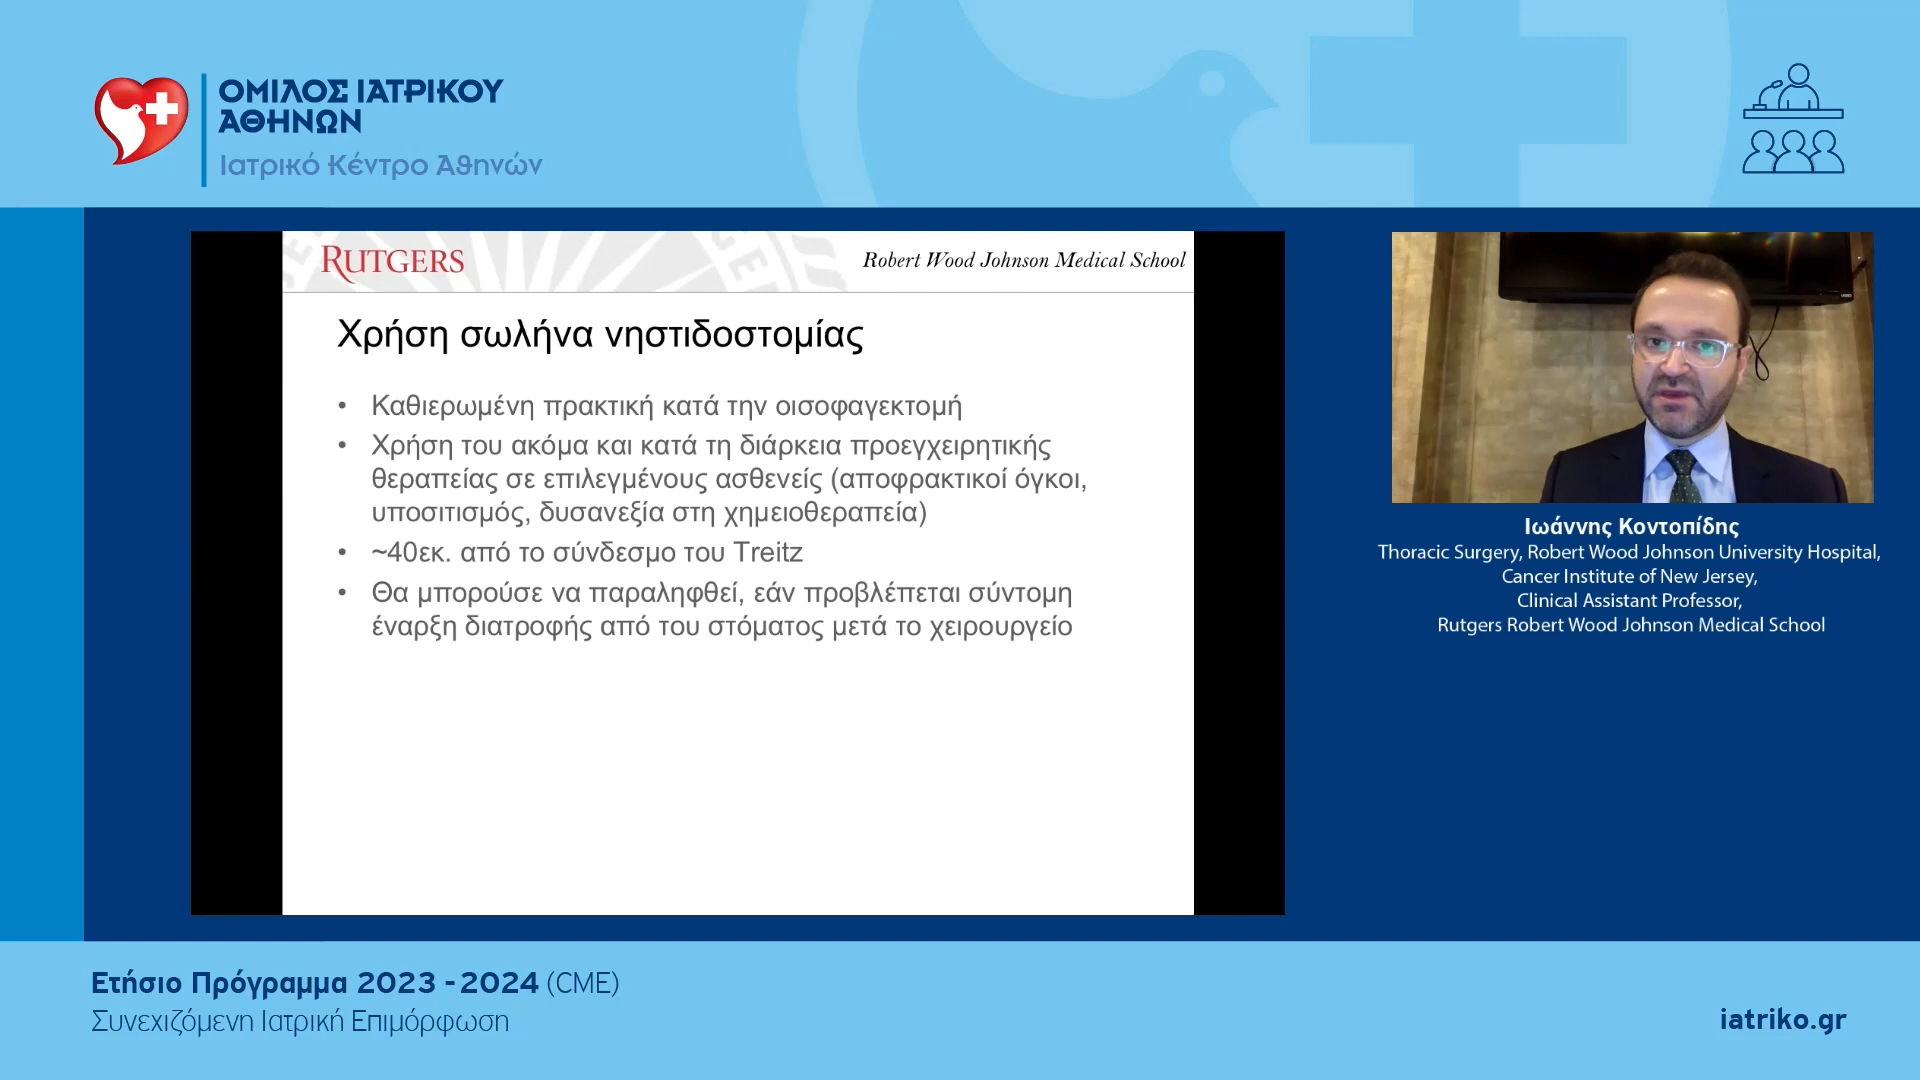 ΟΜΙΛΟΣ ΙΑΤΡΙΚΟΥ
ΑΘΗΝΩΝ
Ιατρικό Κέντρο Αθηνών
RUTGERS
Robert Wood Johnson Medical School
Χρήση σωλήνα νηστιδοστομίας
• Καθιερωμένη πρακτική κατά την οισοφαγεκτομή
• Χρήση του ακόμα και κατά τη διάρκεια προεγχειρητικής
θεραπείας σε επιλεγμένους ασθενείς (αποφρακτικοί όγκοι,
υποσιτισμός, δυσανεξία στη χημειοθεραπεία)
• ~40εκ. από το σύνδεσμο του Treitz
• Θα μπορούσε να παραληφθεί, εάν προβλέπεται σύντομη
έναρξη διατροφής από του στόματος μετά το χειρουργείο
Ιωάννης Κοντοπίδης
Thoracic Surgery, Robert Wood Johnson University Hospital,
Cancer Institute of New Jersey,
Clinical Assistant Professor,
Rutgers Robert Wood Johnson Medical School
Ετήσιο Πρόγραμμα 2023 - 2024 (CME)
Συνεχιζόμενη Ιατρική Επιμόρφωση
iatriko.gr